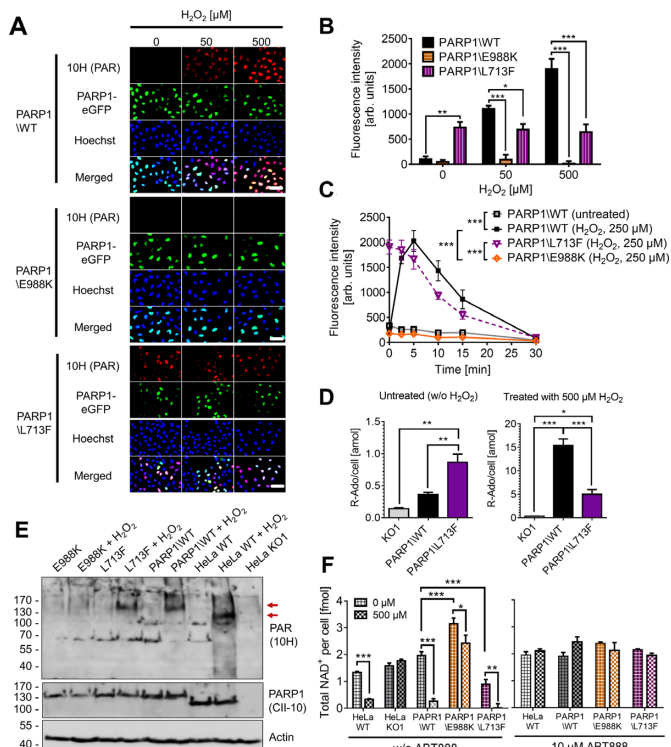 A
H2O2 [µM]
0 50 500
PARP1 \WT
10H (PAR)
PARP1-eGFP
Hoechst
Merged
PARP1 \E988K
10H (PAR)
PARP1-eGFP
Hoechst
Merged
PARP1 \L713F
10H (PAR)
PARP1-eGFP
Hoechst
Merged
B
PARP1\WT
PARP1\E988K
PARP1\L713F
Fluorescence intensity [arb. units]
2500
2000
1500
1000
500
0
**
*
***
***
***
0 50 500
H2O2 [µM]
C
PARP1\WT (untreated)
PARP1\WT (H2O2, 250 µM)
PARP1\L713F (H2O2, 250 µM)
PARP1\E988K (H2O2, 250 µM)
***
***
***
Fluorescence intensity [arb. units]
2500
2000
1500
1000
500
0
0 5 10 15 20 25 30
Time [min]
D
Untreated (w/o H2O2)
R-Ado/cell [amol]
1.5
1.0
0.5
0.0
**
**
KO1 PARP1\WT PARP1\L713F
Treated with 500 µM H2O2
R-Ado/cell [amol]
25
20
15
10
5
0
*
*** ***
KO1 PARP1\WT PARP1\L713F
E
E988K
E988K + H2O2
L713F
L713F + H2O2
PARP1\WT
PARP1\WT + H2O2
HeLa WT
HeLa WT + H2O2
HeLa KO1
170
130
100
70
55
40
PAR (10H)
170
130
100
PARP1 (CII-10)
55
40
Actin
F
0 µM
500 µM
Total NAD+ per cell [fmol]
4
3
2
1
0
***
***
***
*
***
**
HeLa WT
HeLa KO1
PAPR1 \WT
PARP1 \E988K
PARP1 \L713F
w/o ABT888
HeLa WT
PARP1 \WT
PARP1 \E988K
PARP1 \L713F
10 µM ABT888